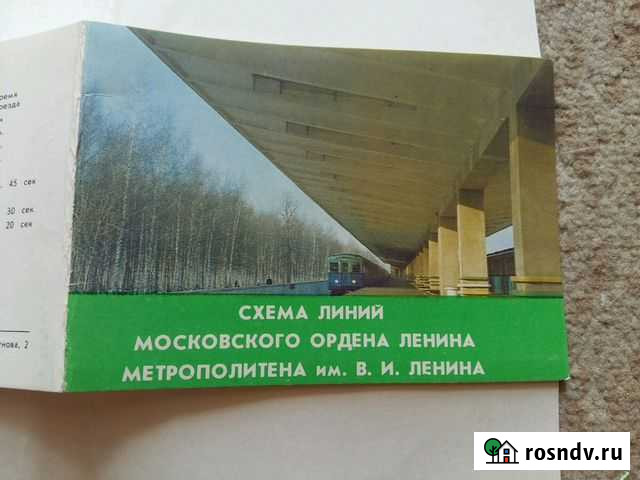 45 сек
30 сек
20 сек
СХЕМА ЛИНИЙ
МОСКОВСКОГО ОРДЕНА ЛЕНИНА
МЕТРОПОЛИТЕНА им. В. И. ЛЕНИНА
rosndv.ru